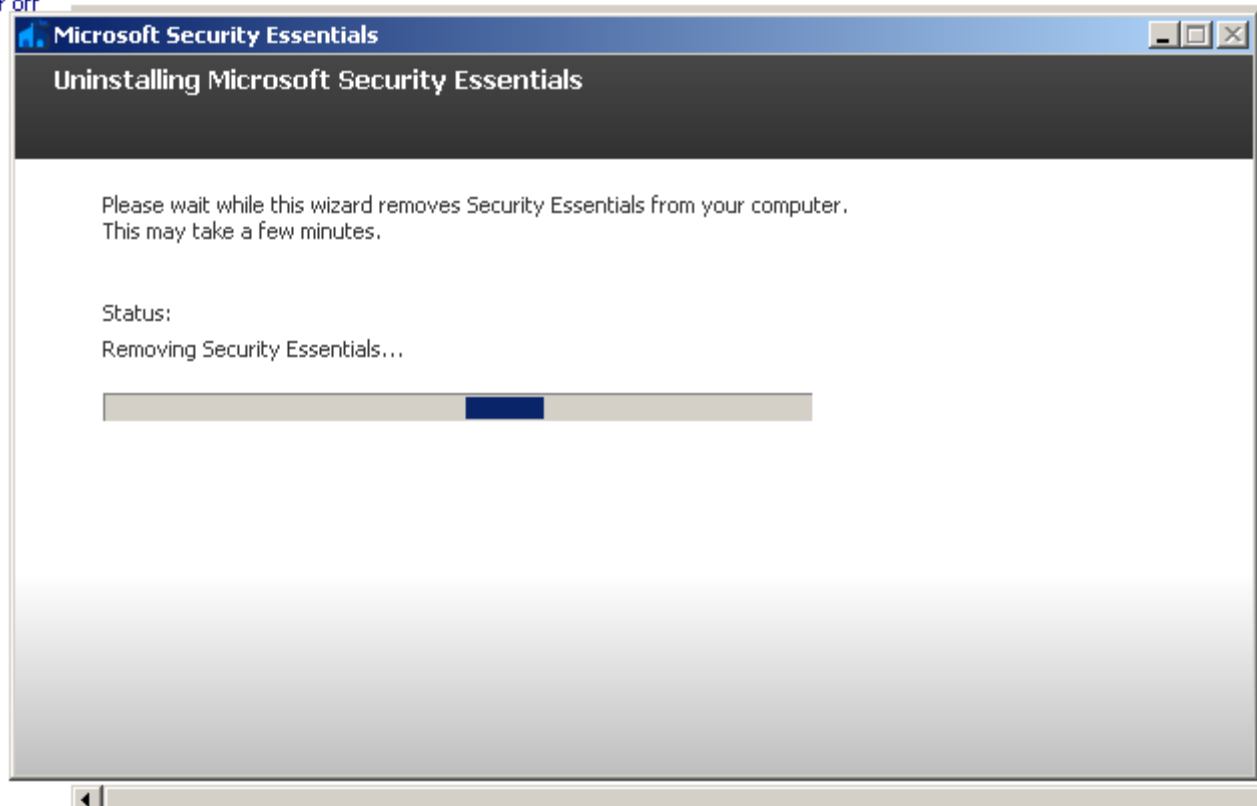 off
Microsoft Security Essentials
Uninstalling Microsoft Security Essentials
Please wait while this wizard removes Security Essentials from your computer.
This may take a few minutes.
Status:
Removing Security Essentials...